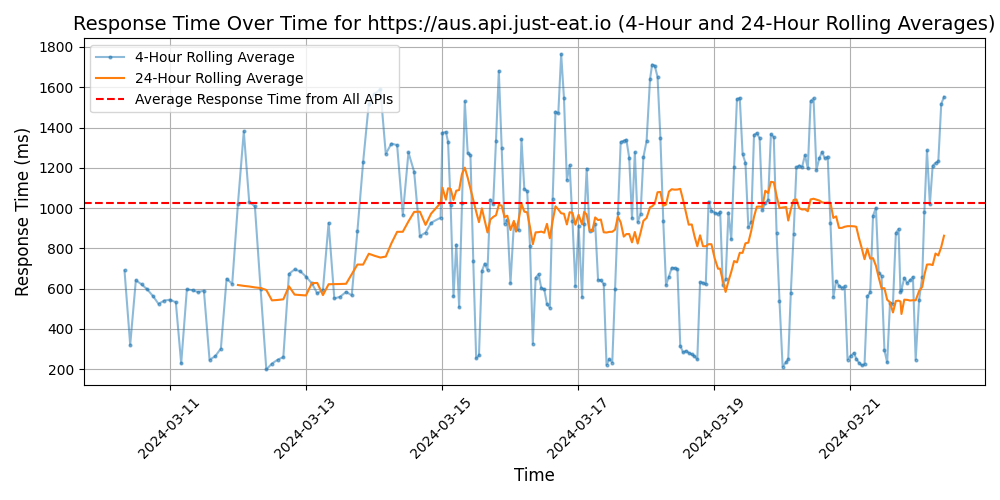 Response Time Over Time for https://aus.api.just-eat.io (4-Hour and 24-Hour Rolling Averages)
4-Hour Rolling Average
24-Hour Rolling Average
Average Response Time from All APIs
Response Time (ms)
1800
1600
1400
1200
1000
800
600
400
200
2024-03-11
2024-03-13
2024-03-15
2024-03-17
2024-03-19
2024-03-21
Time